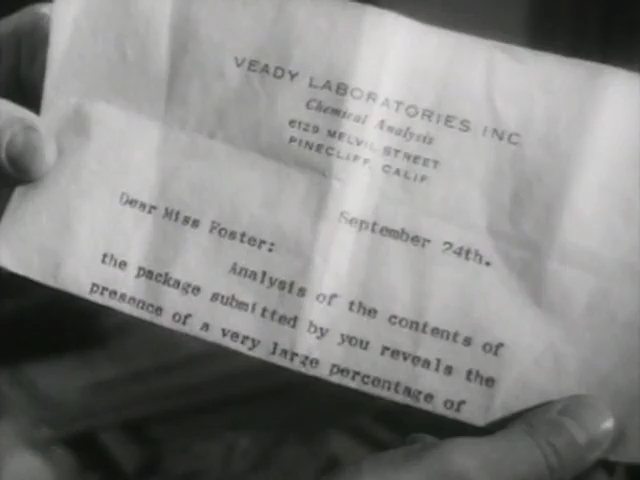 VEADY LABORATORIES INC
Chemical Analysis
6129 MELVIL STREET
PINECLIFF, CALIF
September 24th.
Dear Miss Foster:
Analysis of the contents of
the package submitted by you reveals the
presence of a very large percentage of